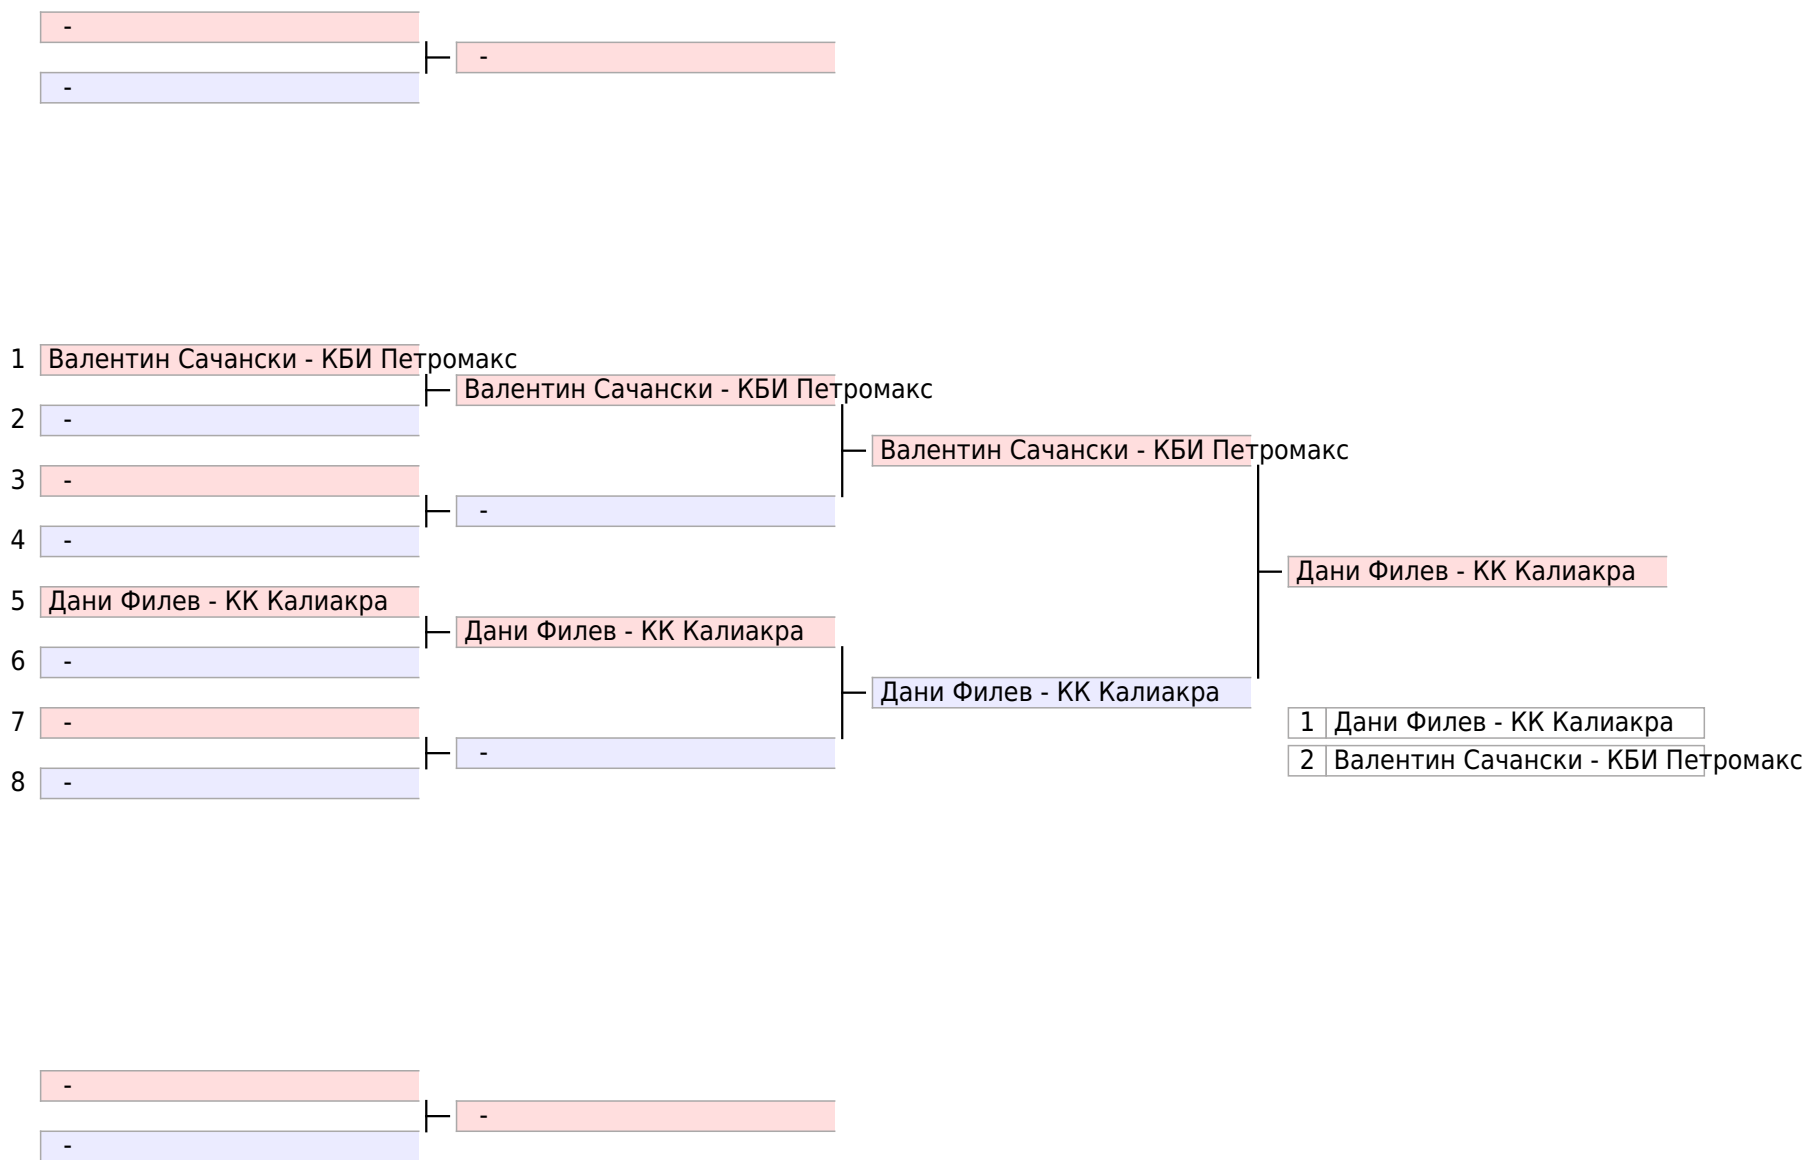 -
-
-
1 Валентин Сачански - КБИ Петромакс
Валентин Сачански - КБИ Петромакс
2 -
Валентин Сачански - КБИ Петромакс
3 -
-
4 -
Дани Филев - КК Калиакра
5 Дани Филев - КК Калиакра
Дани Филев - КК Калиакра
6 -
Дани Филев - КК Калиакра
7 -
1 Дани Филев - КК Калиакра
-
2 Валентин Сачански - КБИ Петромакс
8 -
-
-
-